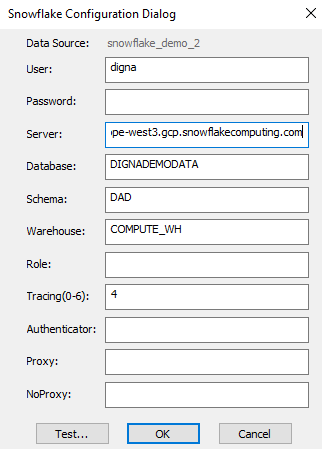 Snowflake Configuration Dialog
Data Source: snowflake_demo_2
User: digna
Password:
Server: ope-west3.gcp.snowflakecomputing.com
Database: DIGNADEMODATA
Schema: DAD
Warehouse: COMPUTE_WH
Role:
Tracing(0-6): 4
Authenticator:
Proxy:
NoProxy:
Test... OK Cancel